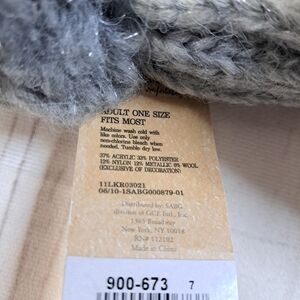 ADULT ONE SIZE
FITS MOST
Machine wash cold with
like colors. Use only
non-chlorine bleach when
needed. Tumble dry low.
37% ACRYLIC 33% POLYESTER
12% NYLON 12% METALLIC 6% WOOL
(EXCLUSIVE OF DECORATION)
11LKR03021
06/10-1SABG000879-01
Distributed by: SABG
division of GCE Intl., Inc.
1385 Broadway
New York, NY 10018
RN# 112192
Made in China
900-673 7